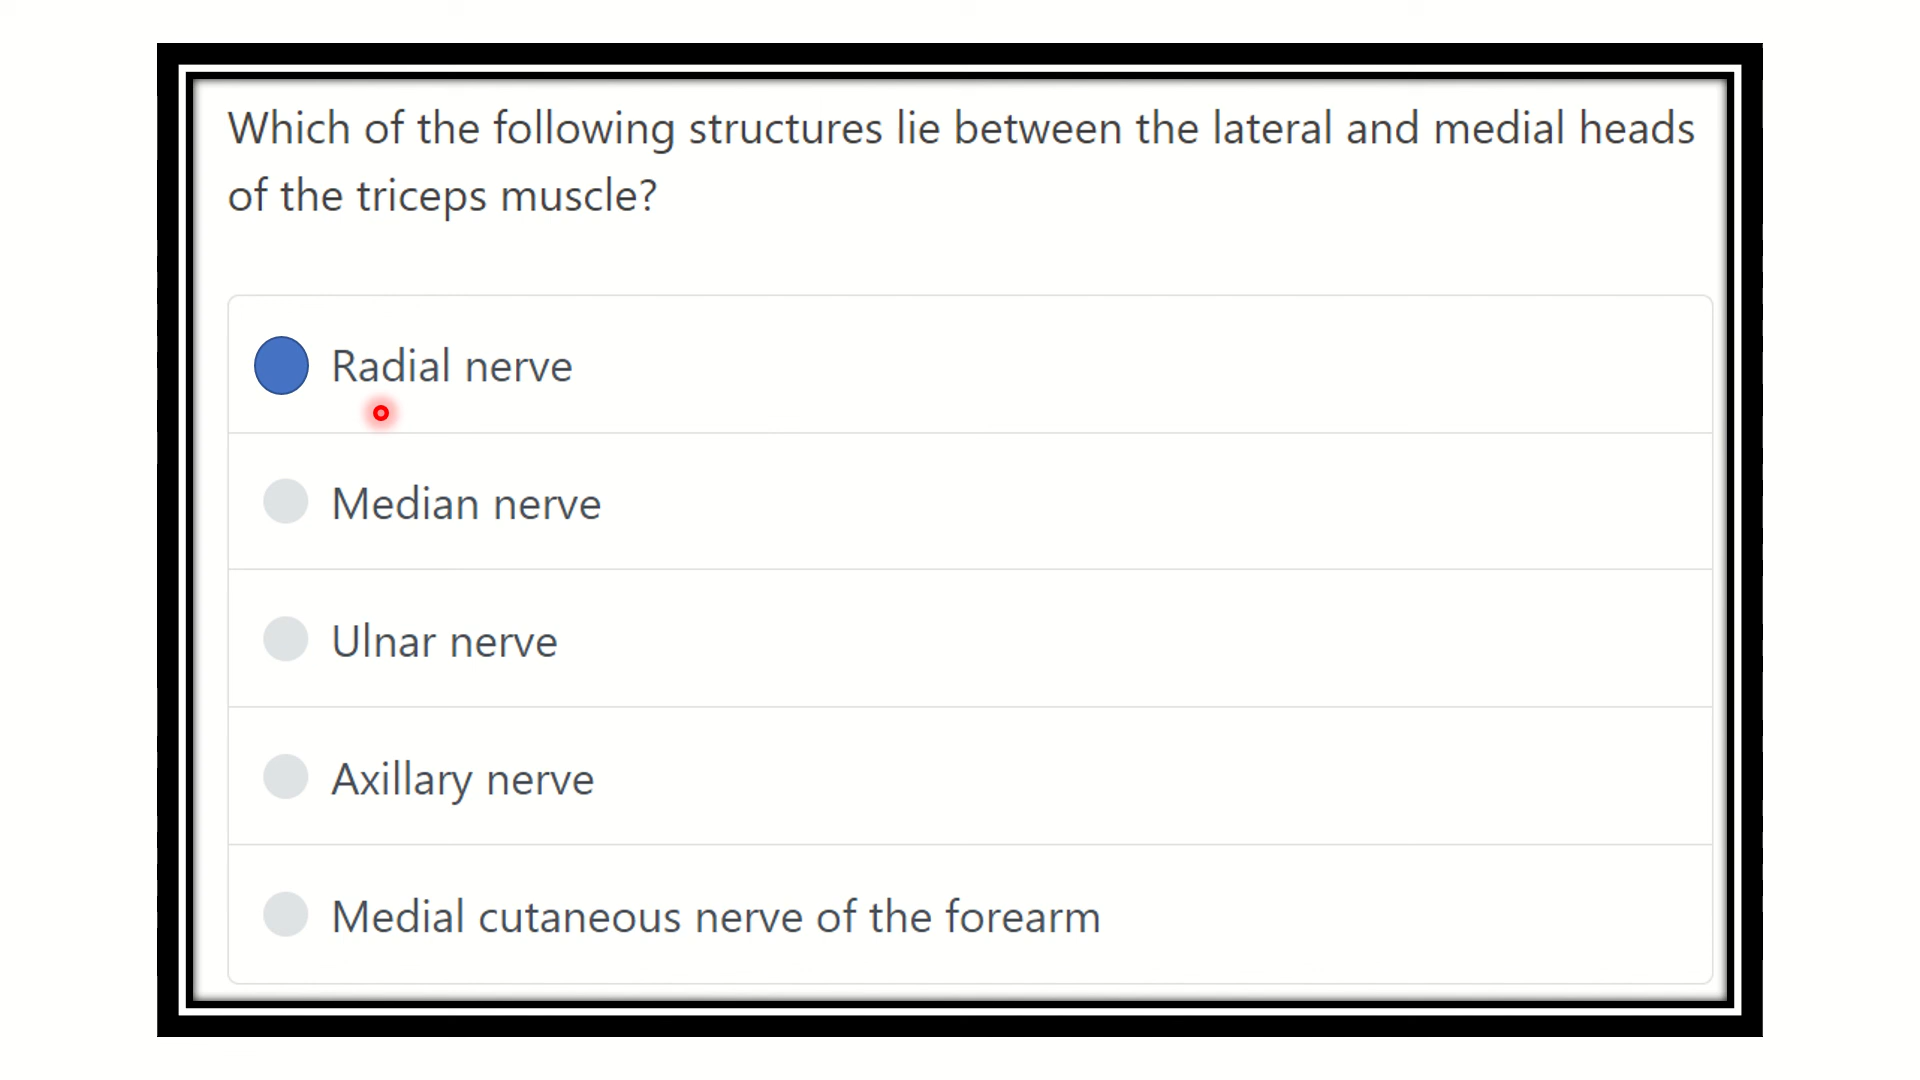 Which of the following structures lie between the lateral and medial heads
of the triceps muscle?
Radial nerve
Median nerve
Ulnar nerve
Axillary nerve
Medial cutaneous nerve of the forearm